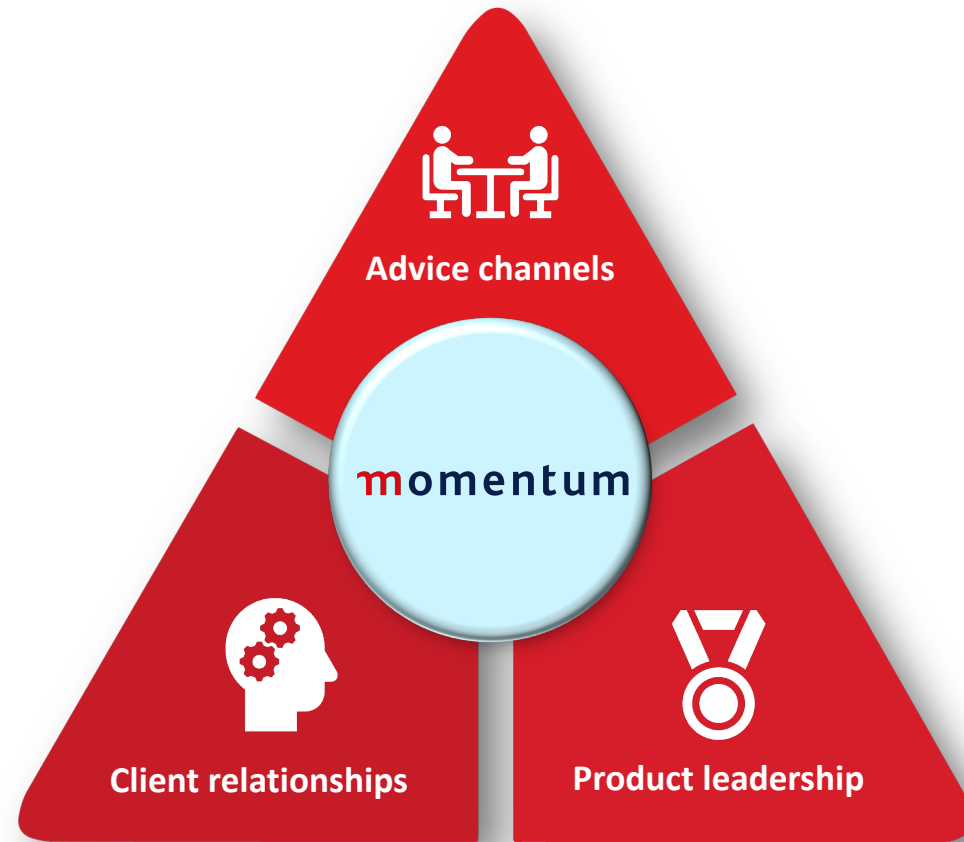 Advice channels
momentum
Client relationships
Product leadership